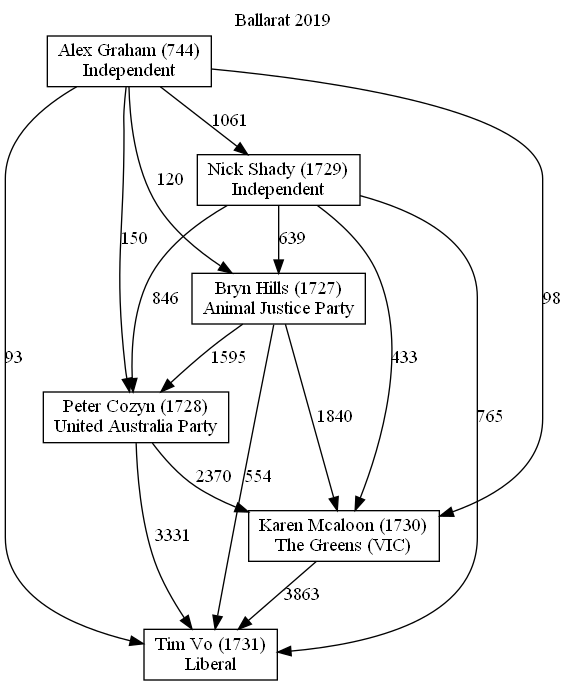 Ballarat 2019
Alex Graham (744)
Independent
1061
Nick Shady (1729)
Independent
120
150
639
Bryn Hills (1727)
Animal Justice Party
846
98
93
1595
433
Peter Cozyn (1728)
United Australia Party
1840
765
2370
554
Karen Mcaloon (1730)
The Greens (VIC)
3331
3863
Tim Vo (1731)
Liberal